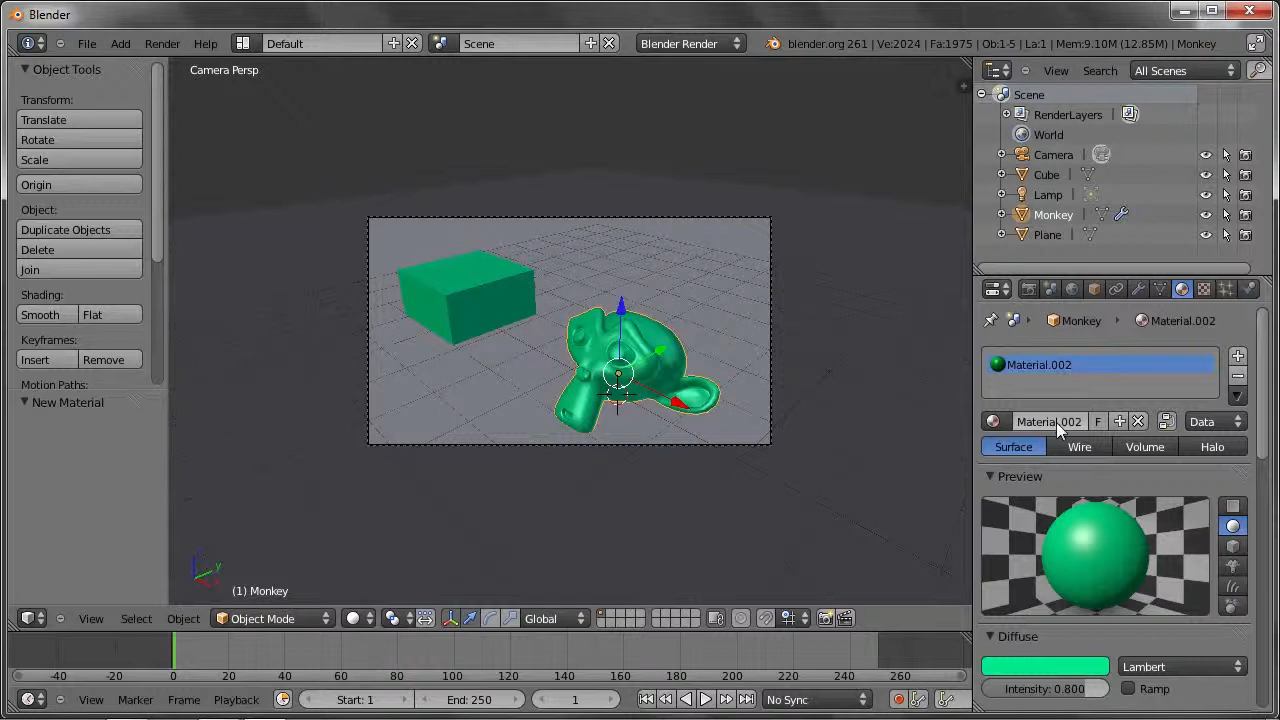 Blender
File Add Render Help Default Scene Blender Render blender.org 261 | Ve:2024 | Fa:1975 | Ob:1-5 | La:1 | Mem:9.10M (12.85M) | Monkey
Object Tools
Transform:
Translate
Rotate
Scale
Origin
Object:
Duplicate Objects
Delete
Join
Shading:
Smooth Flat
Keyframes:
Insert Remove
Motion Paths:
New Material
Camera Persp
(1) Monkey
View Search All Scenes
Scene
RenderLayers
World
Camera
Cube
Lamp
Monkey
Plane
Monkey Material.002
Material.002
Material.002 F Data
Surface Wire Volume Halo
Preview
Diffuse
Lambert
Intensity: 0.800 Ramp
View Select Object Object Mode Global
-40 -20 0 20 40 60 80 100 120 140 160 180 200 220 240 260
View Marker Frame Playback Start: 1 End: 250 1 No Sync